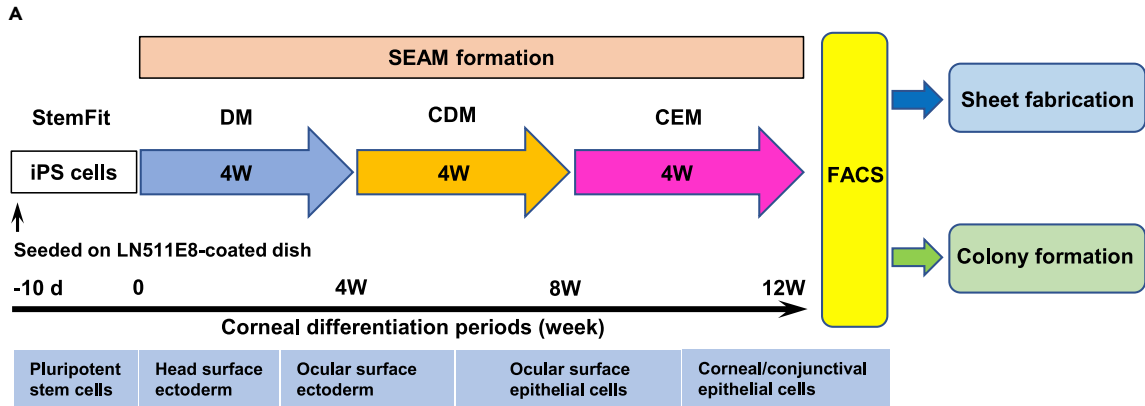 A
SEAM formation
StemFit
DM
CDM
CEM
iPS cells
4W
4W
4W
FACS
Sheet fabrication
Colony formation
Seeded on LN511E8-coated dish
-10 d
0
4W
8W
12W
Corneal differentiation periods (week)
Pluripotent
stem cells
Head surface
ectoderm
Ocular surface
ectoderm
Ocular surface
epithelial cells
Corneal/conjunctival
epithelial cells